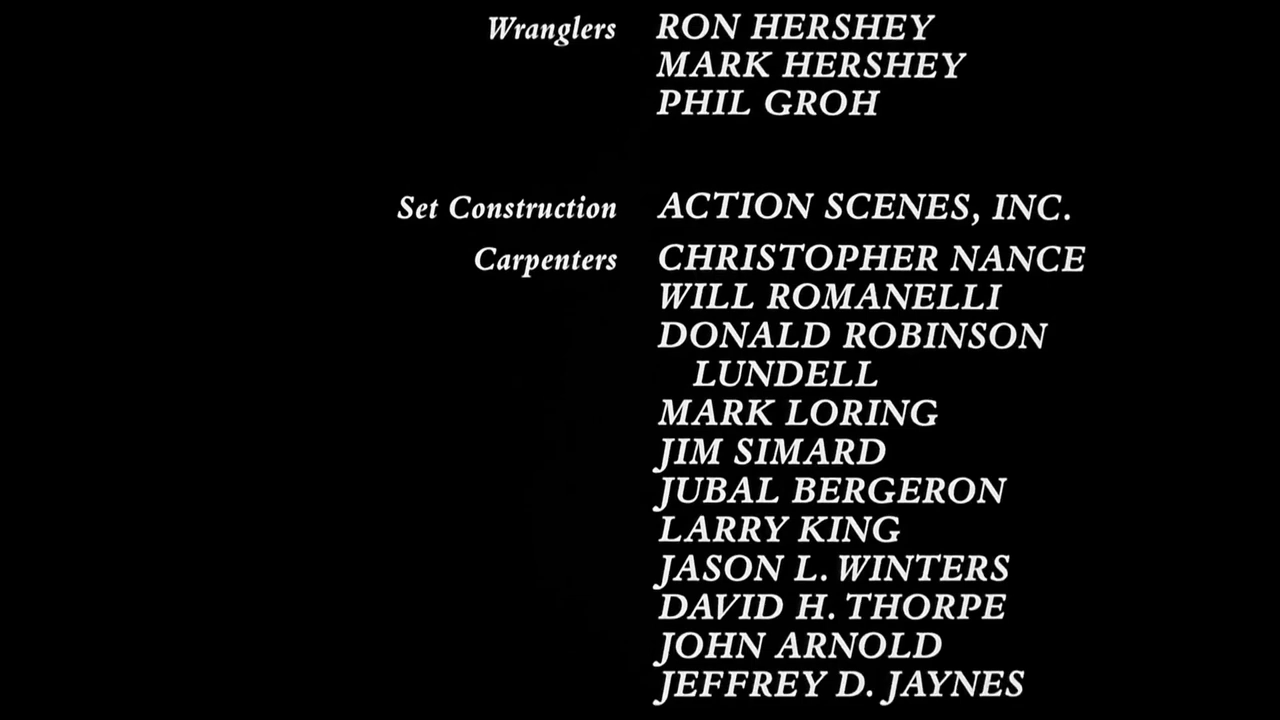 Wranglers RON HERSHEY
MARK HERSHEY
PHIL GROH
Set Construction ACTION SCENES, INC.
Carpenters CHRISTOPHER NANCE
WILL ROMANELLI
DONALD ROBINSON
LUNDELL
MARK LORING
JIM SIMARD
JUBAL BERGERON
LARRY KING
JASON L. WINTERS
DAVID H. THORPE
JOHN ARNOLD
JEFFREY D. JAYNES